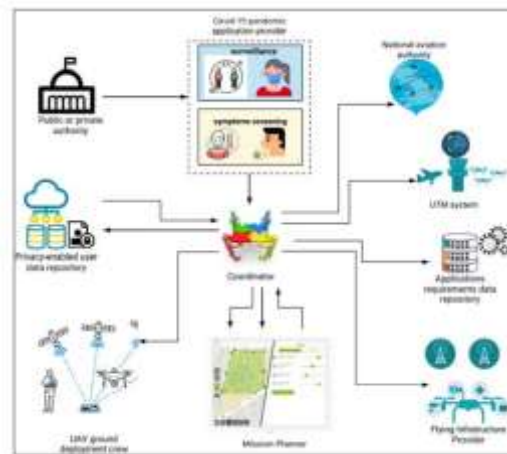 Covid-19 pandemic
application provider
surveillance
symptoms screening
Public or private
authority
National aviation
authority
UTM system
Privacy-enabled user
data repository
Coordinator
Applications
requirements data
repository
UAV ground
deployment crew
Mission Planner
Flying Infrastructure
Provider